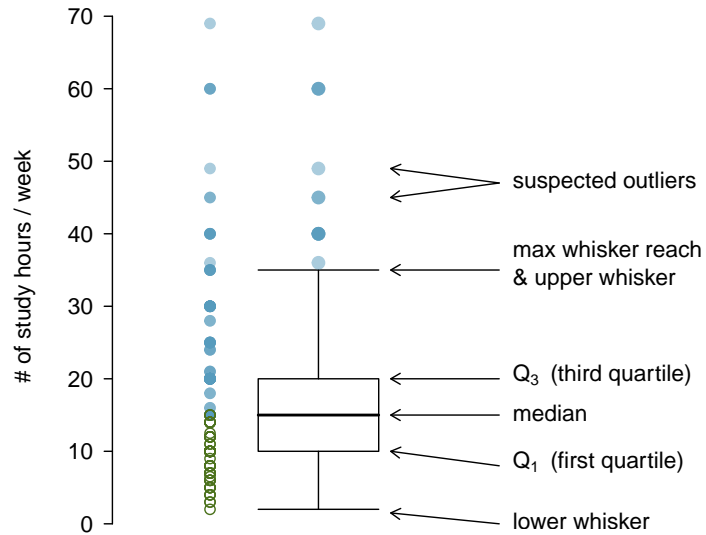 70
60
50
40
30
20
10
0
# of study hours / week
suspected outliers
max whisker reach
& upper whisker
Q3 (third quartile)
median
Q1 (first quartile)
lower whisker